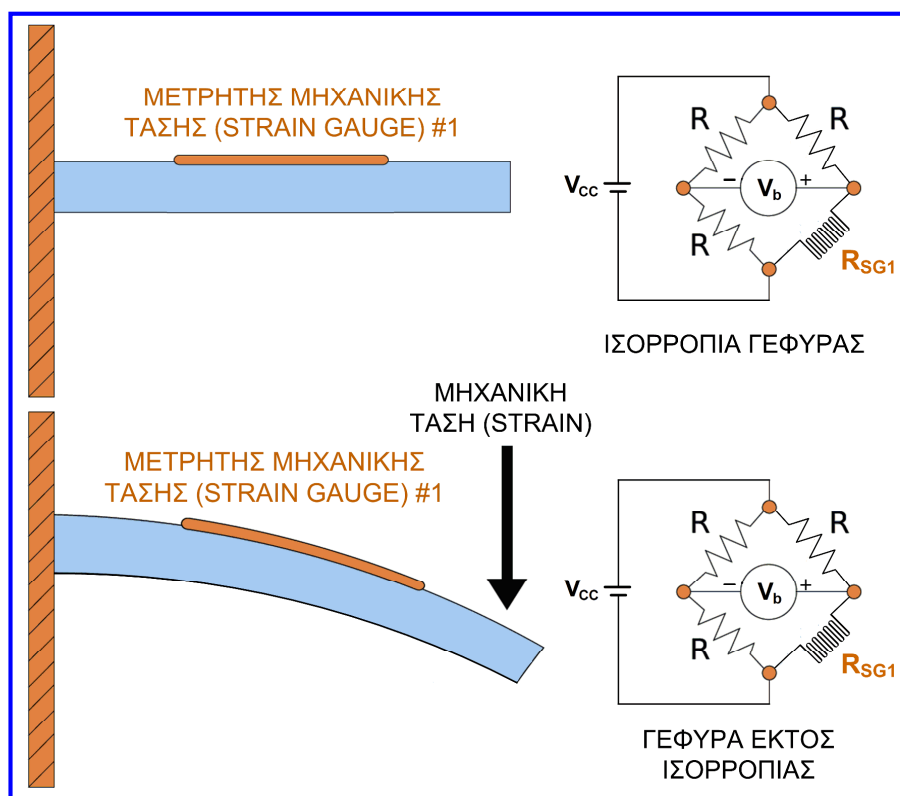 ΜΕΤΡΗΤΗΣ ΜΗΧΑΝΙΚΗΣ
ΤΑΣΗΣ (STRAIN GAUGE) #1
R
R
Vcc
−
Vb
+
R
RSG1
ΙΣΟΡΡΟΠΙΑ ΓΕΦΥΡΑΣ
ΜΗΧΑΝΙΚΗ
ΤΑΣΗ (STRAIN)
ΜΕΤΡΗΤΗΣ ΜΗΧΑΝΙΚΗΣ
ΤΑΣΗΣ (STRAIN GAUGE) #1
R
R
Vcc
−
Vb
+
R
RSG1
ΓΕΦΥΡΑ ΕΚΤΟΣ
ΙΣΟΡΡΟΠΙΑΣ